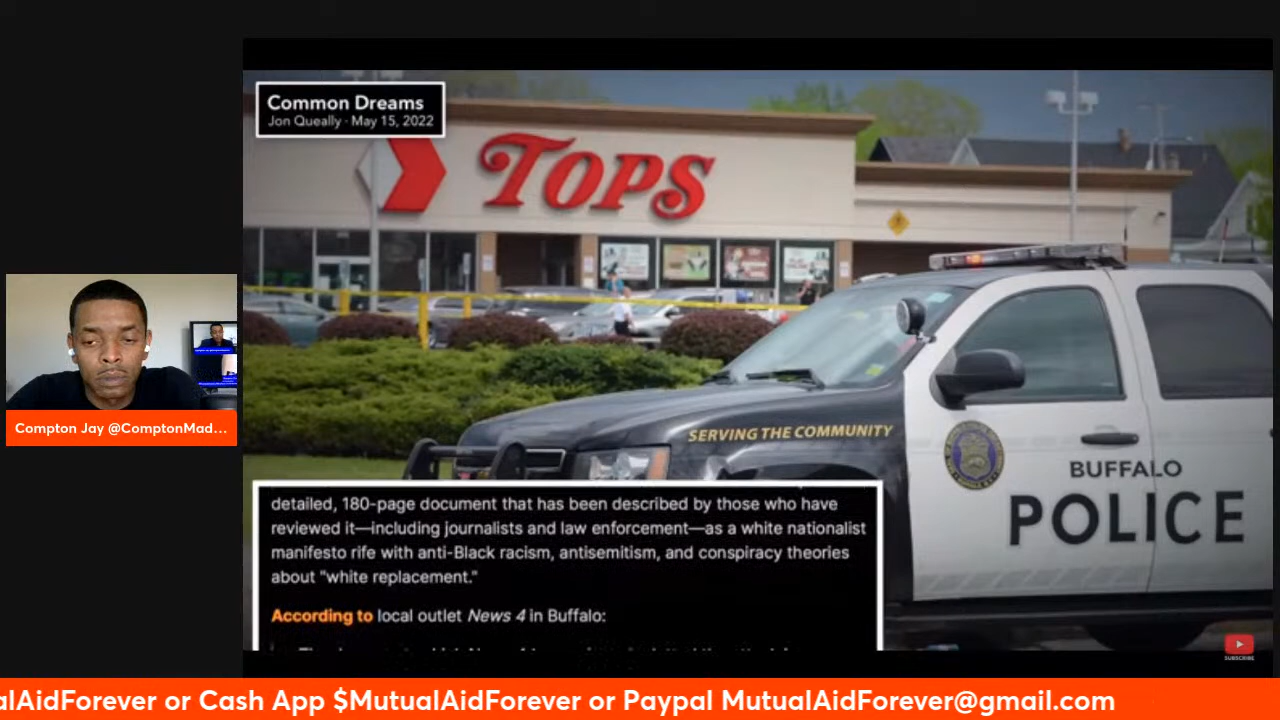 Common Dreams
Jon Queally · May 15, 2022
TOPS
SERVING THE COMMUNITY
BUFFALO
POLICE
Compton Jay @ComptonMad...
detailed, 180-page document that has been described by those who have
reviewed it—including journalists and law enforcement—as a white nationalist
manifesto rife with anti-Black racism, antisemitism, and conspiracy theories
about "white replacement."
According to local outlet News 4 in Buffalo:
SUBSCRIBE
alAidForever or Cash App $MutualAidForever or Paypal MutualAidForever@gmail.com